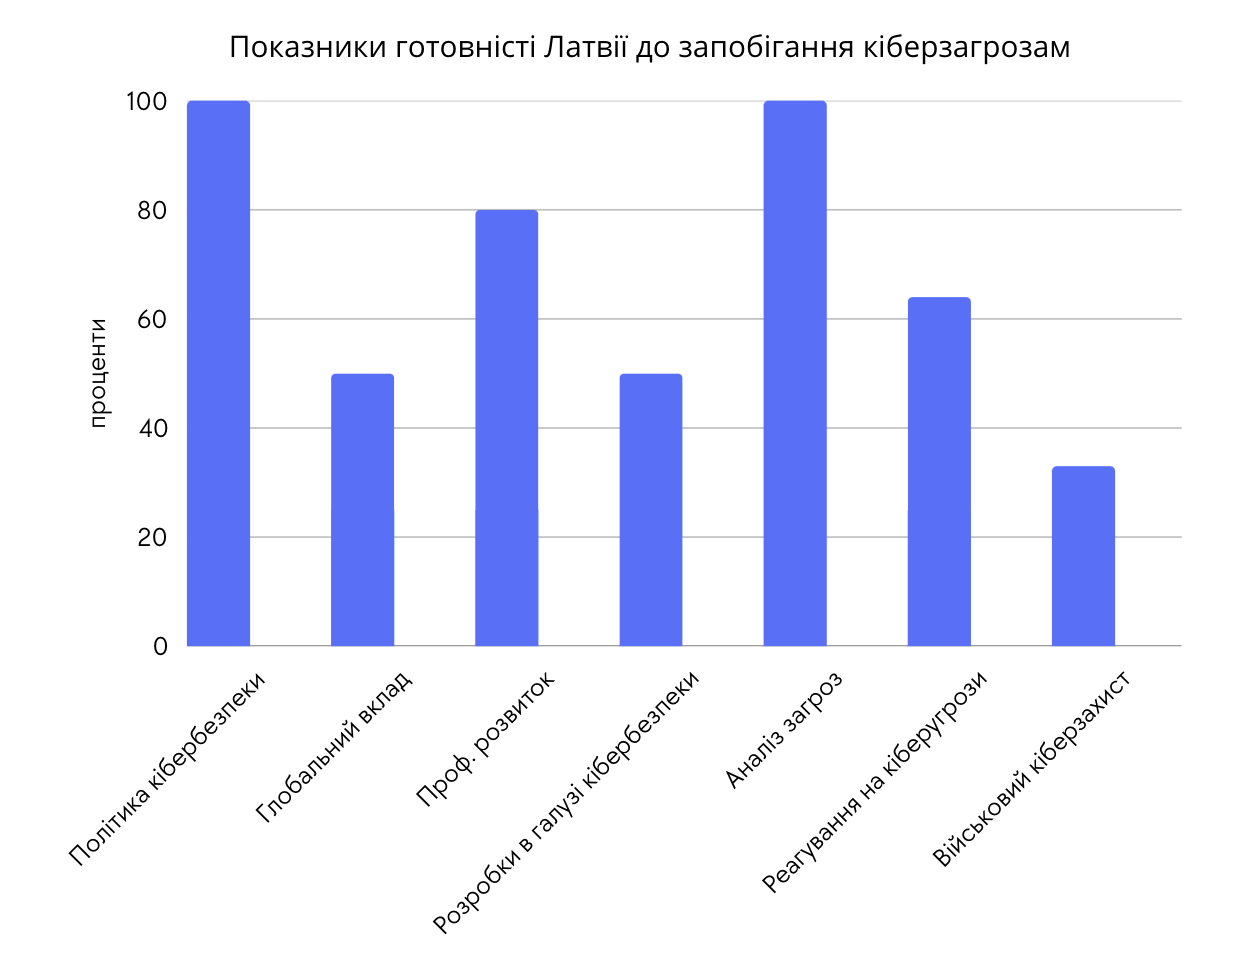 Показники готовністі Латвії до запобігання кіберзагрозам
100
80
60
40
20
0
проценти
Політика кібербезпеки
Глобальний вклад
Проф. розвиток
Розробки в галузі кібербезпеки
Аналіз загроз
Реагування на кіберугрози
Військовий кіберзахист